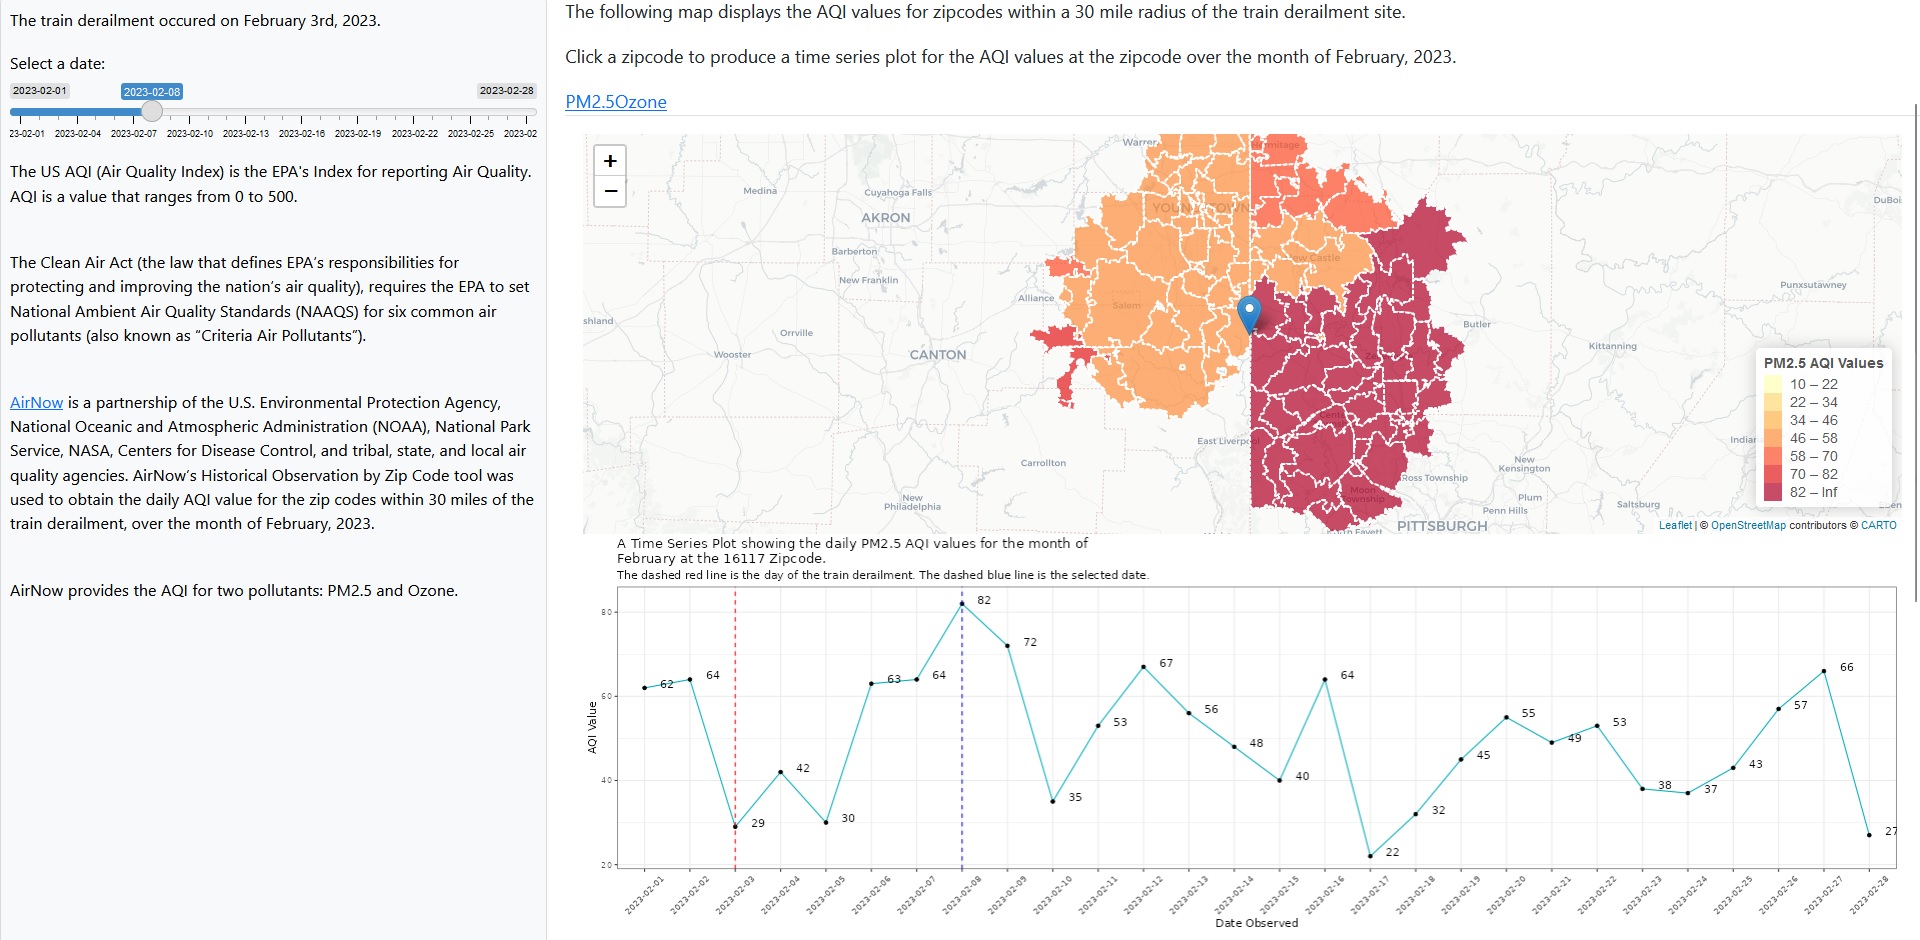 The train derailment occured on February 3rd, 2023.
Select a date:
2023-02-01
2023-02-08
2023-02-28
23-02-01 2023-02-04 2023-02-07 2023-02-10 2023-02-13 2023-02-16 2023-02-19 2023-02-22 2023-02-25 2023-02
The US AQI (Air Quality Index) is the EPA's Index for reporting Air Quality.
AQI is a value that ranges from 0 to 500.
The Clean Air Act (the law that defines EPA's responsibilities for
protecting and improving the nation's air quality), requires the EPA to set
National Ambient Air Quality Standards (NAAQS) for six common air
pollutants (also known as “Criteria Air Pollutants”).
AirNow is a partnership of the U.S. Environmental Protection Agency,
National Oceanic and Atmospheric Administration (NOAA), National Park
Service, NASA, Centers for Disease Control, and tribal, state, and local air
quality agencies. AirNow's Historical Observation by Zip Code tool was
used to obtain the daily AQI value for the zip codes within 30 miles of the
train derailment, over the month of February, 2023.
AirNow provides the AQI for two pollutants: PM2.5 and Ozone.
The following map displays the AQI values for zipcodes within a 30 mile radius of the train derailment site.
Click a zipcode to produce a time series plot for the AQI values at the zipcode over the month of February, 2023.
PM2.5Ozone
+
−
Warren
Hermitage
Medina
Cuyahoga Falls
DuBois
AKRON
YOUNGSTOWN
Barberton
New Castle
New Franklin
Punxsutawney
Alliance
Salem
shland
Orrville
Butler
Kittanning
Wooster
CANTON
East Liverpool
Carrollton
Indian
New
Kensington
Ross Township
Moon
Township
New
Philadelphia
Plum
Penn Hills
Saltsburg
PITTSBURGH
PM2.5 AQI Values
10 – 22
22 – 34
34 – 46
46 – 58
58 – 70
70 – 82
82 – Inf
Leaflet | © OpenStreetMap contributors © CARTO
A Time Series Plot showing the daily PM2.5 AQI values for the month of
February at the 16117 Zipcode.
The dashed red line is the day of the train derailment. The dashed blue line is the selected date.
AQI Value
80
60
40
20
62
64
29
42
30
63
64
82
72
35
53
67
56
48
40
64
22
32
45
55
49
53
38
37
43
57
66
27
2023-02-01
2023-02-02
2023-02-03
2023-02-04
2023-02-05
2023-02-06
2023-02-07
2023-02-08
2023-02-09
2023-02-10
2023-02-11
2023-02-12
2023-02-13
2023-02-14
2023-02-15
2023-02-16
2023-02-17
2023-02-18
2023-02-19
2023-02-20
2023-02-21
2023-02-22
2023-02-23
2023-02-24
2023-02-25
2023-02-26
2023-02-27
2023-02-28
Date Observed